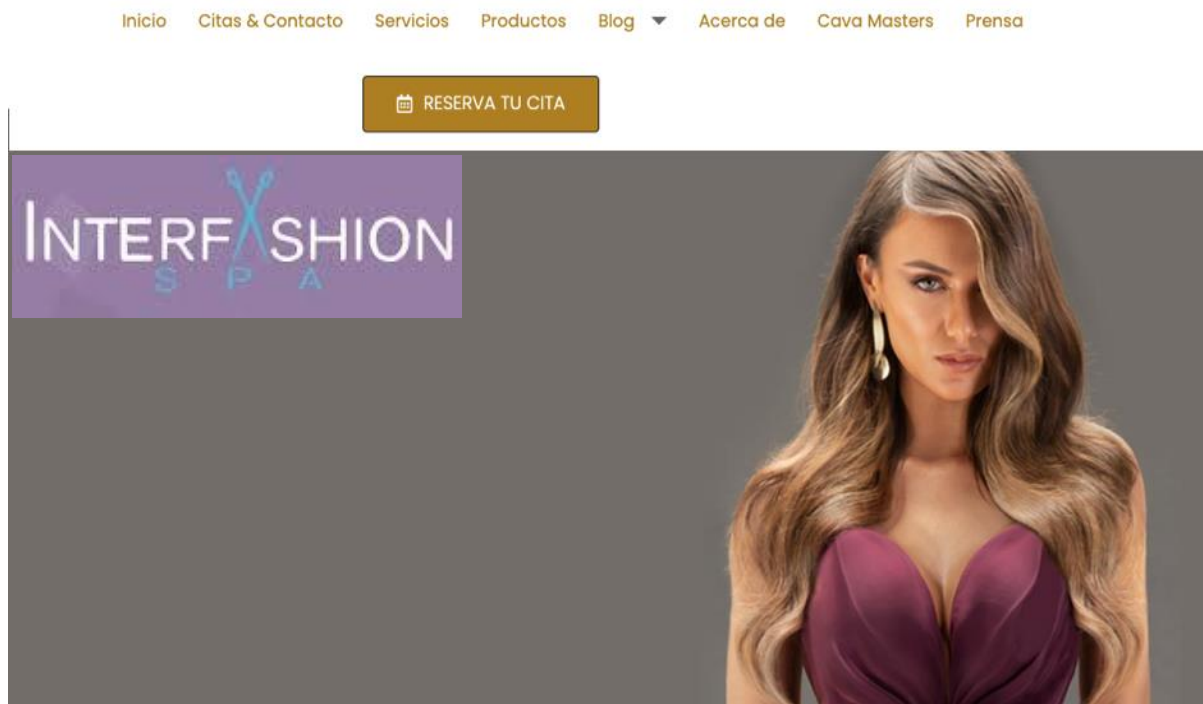 Inicio Citas & Contacto Servicios Productos Blog Acerca de Cava Masters Prensa
RESERVA TU CITA
INTERFASHION
SPA